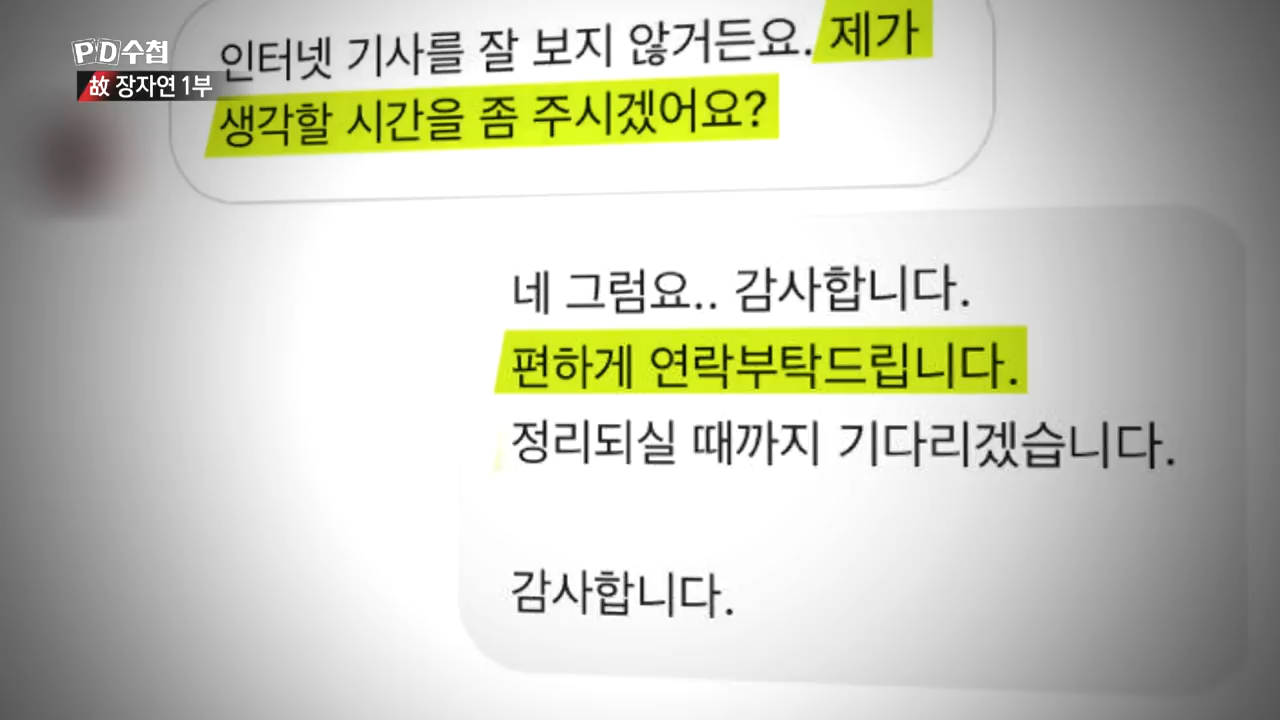 PD수첩
故 장자연 1부
인터넷 기사를 잘 보지 않거든요. 제가
생각할 시간을 좀 주시겠어요?
네 그럼요.. 감사합니다.
편하게 연락부탁드립니다.
정리되실 때까지 기다리겠습니다.
감사합니다.